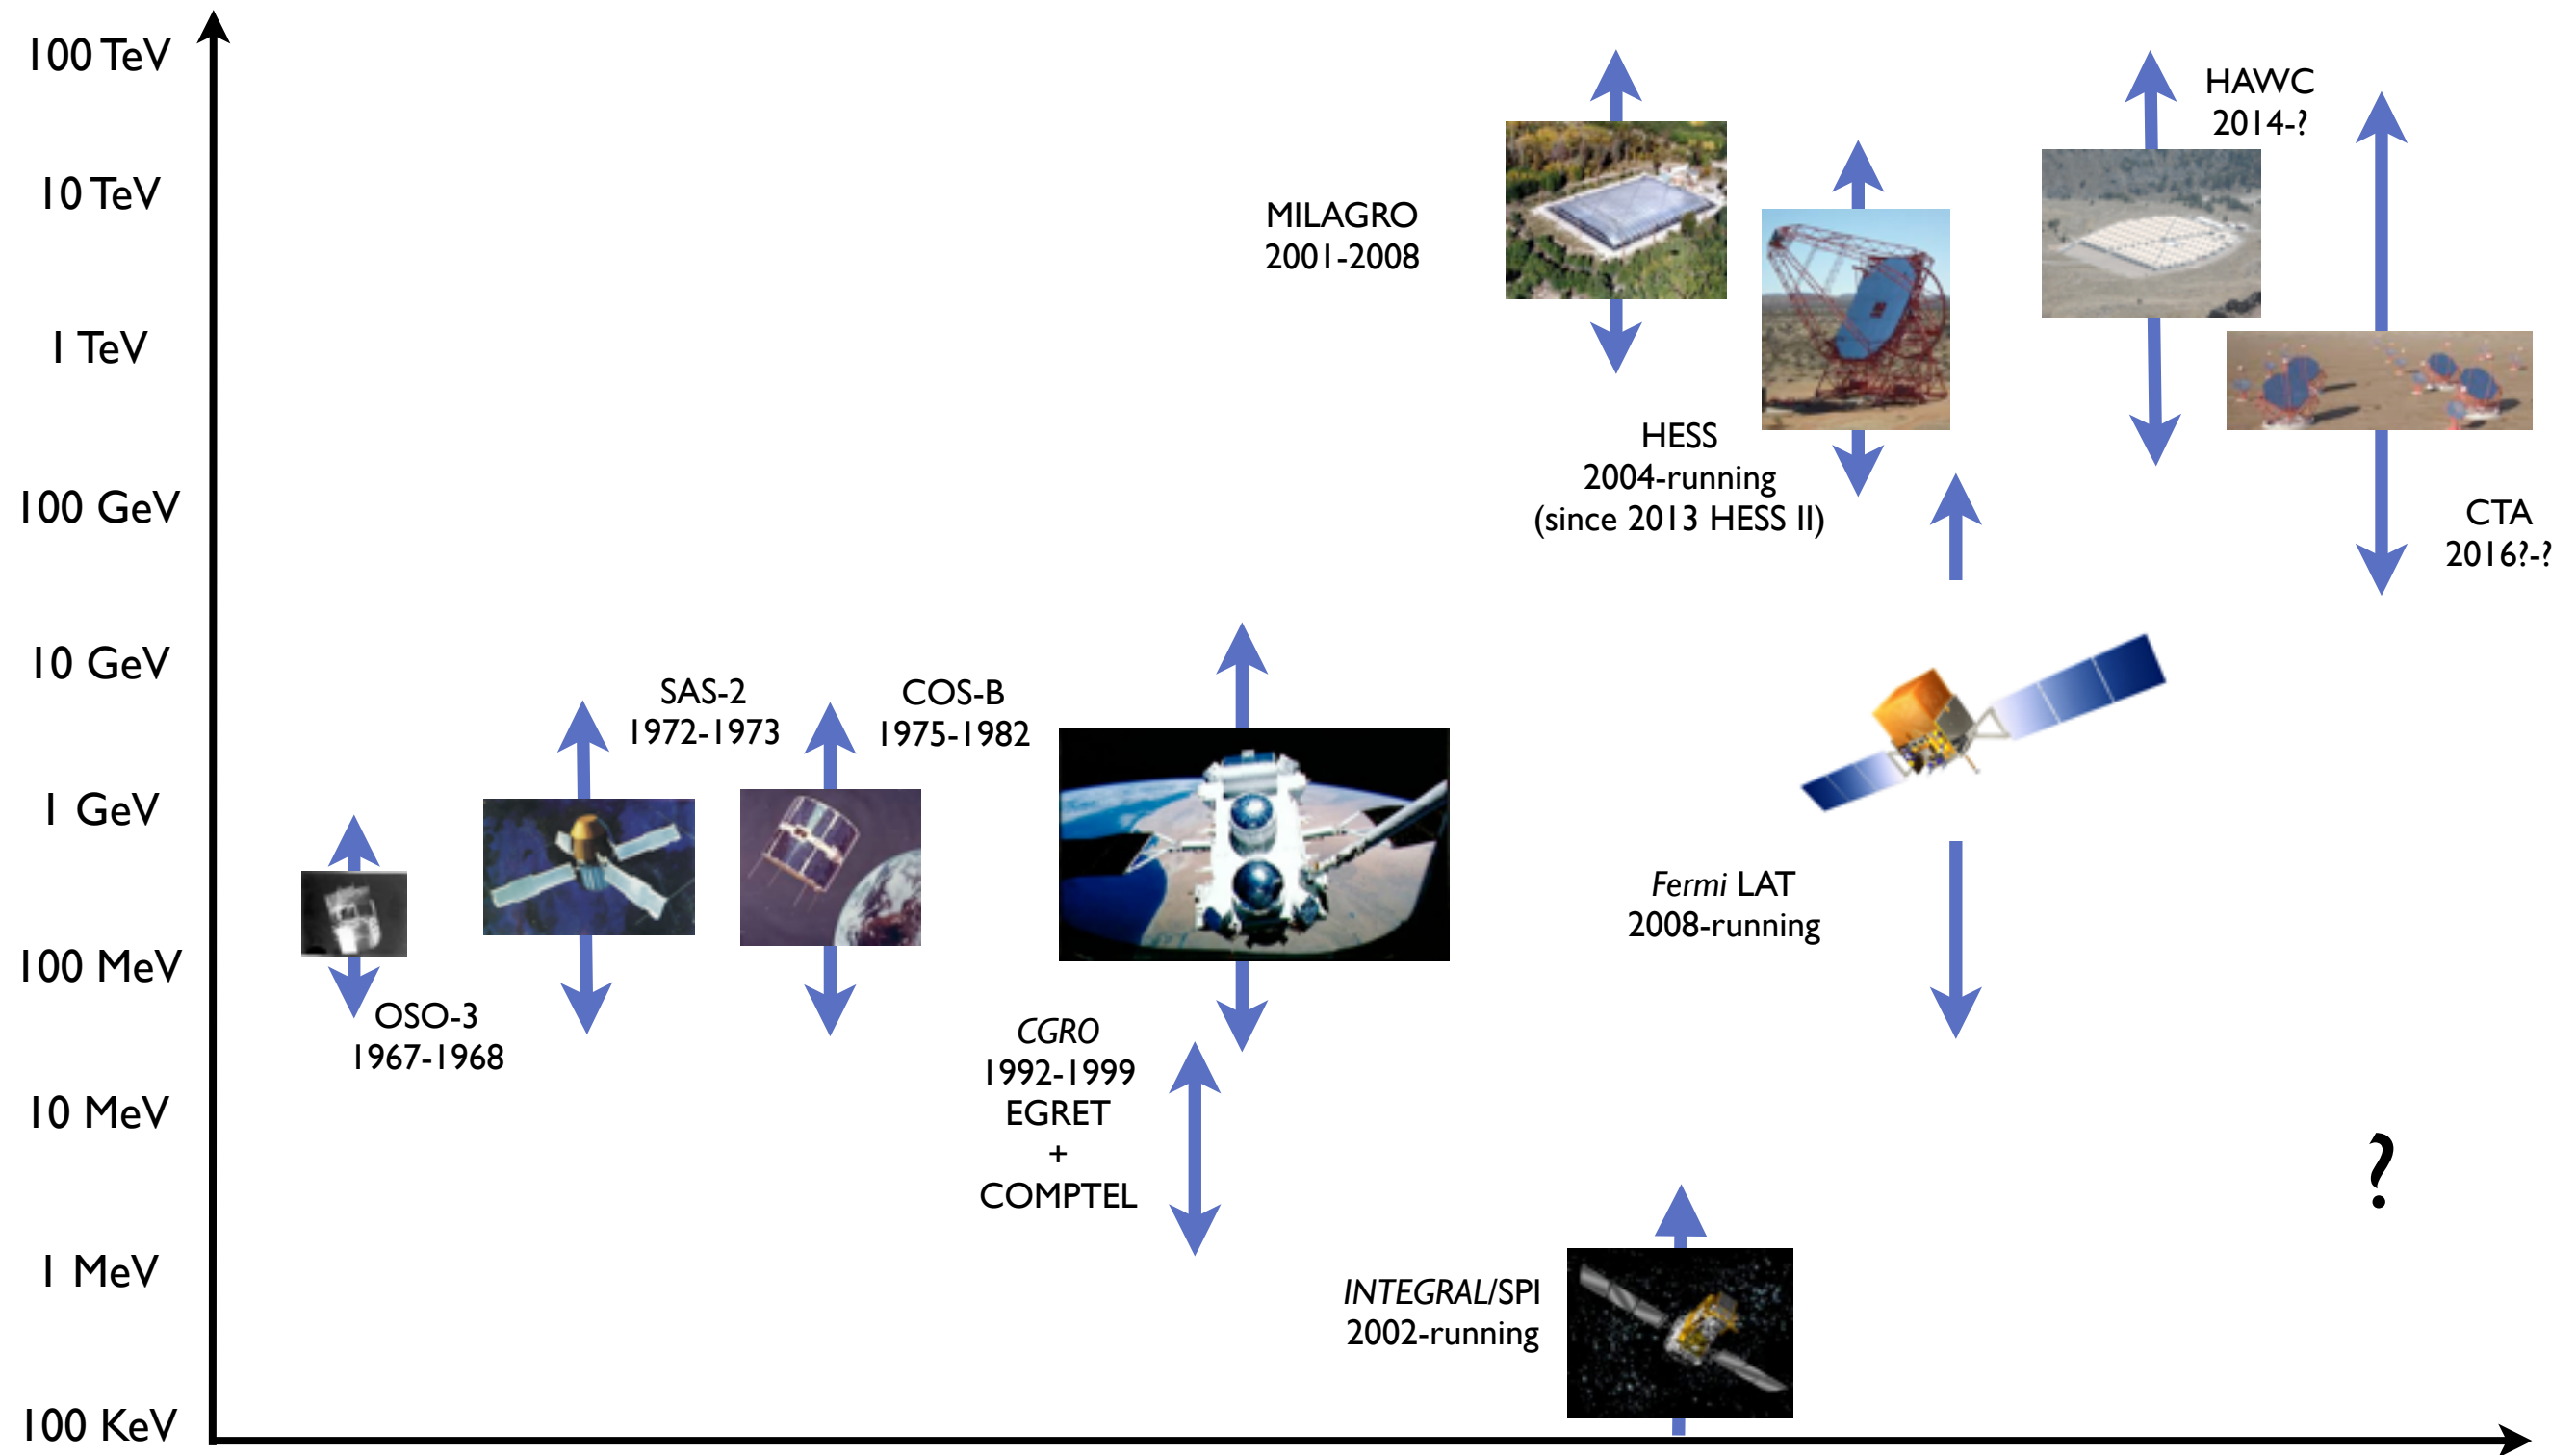 100 TeV
10 TeV
1 TeV
100 GeV
10 GeV
1 GeV
100 MeV
10 MeV
1 MeV
100 KeV
OSO-3
1967-1968
SAS-2
1972-1973
COS-B
1975-1982
CGRO
1992-1999
EGRET
+
COMPTEL
MILAGRO
2001-2008
INTEGRAL/SPI
2002-running
HESS
2004-running
(since 2013 HESS II)
Fermi LAT
2008-running
HAWC
2014-?
CTA
2016?-?
?